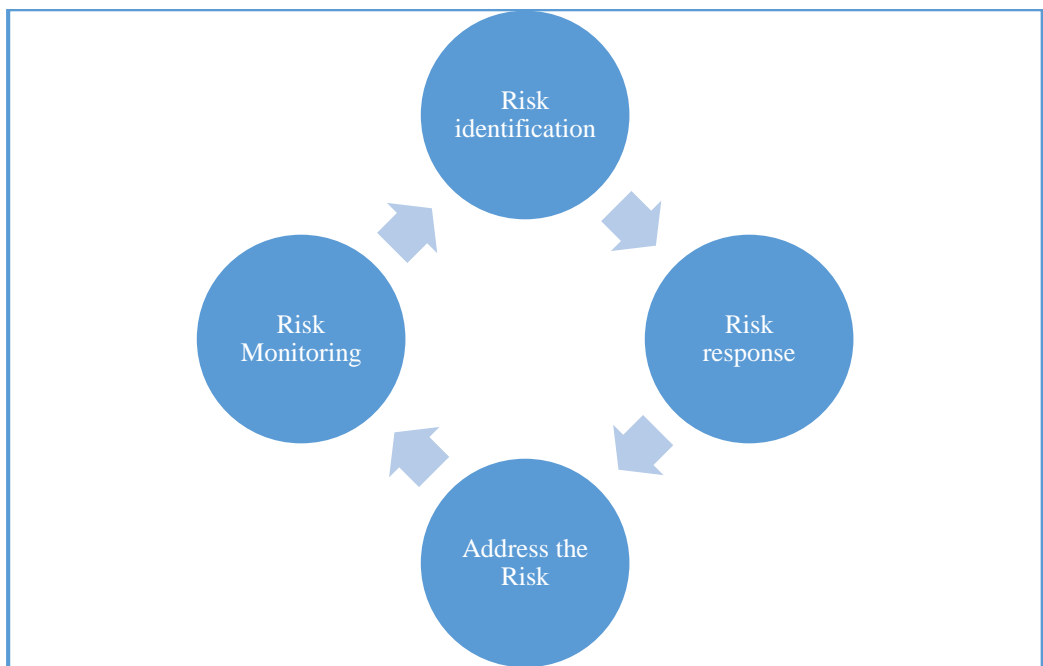 Risk
identification
Risk
response
Address the
Risk
Risk
Monitoring